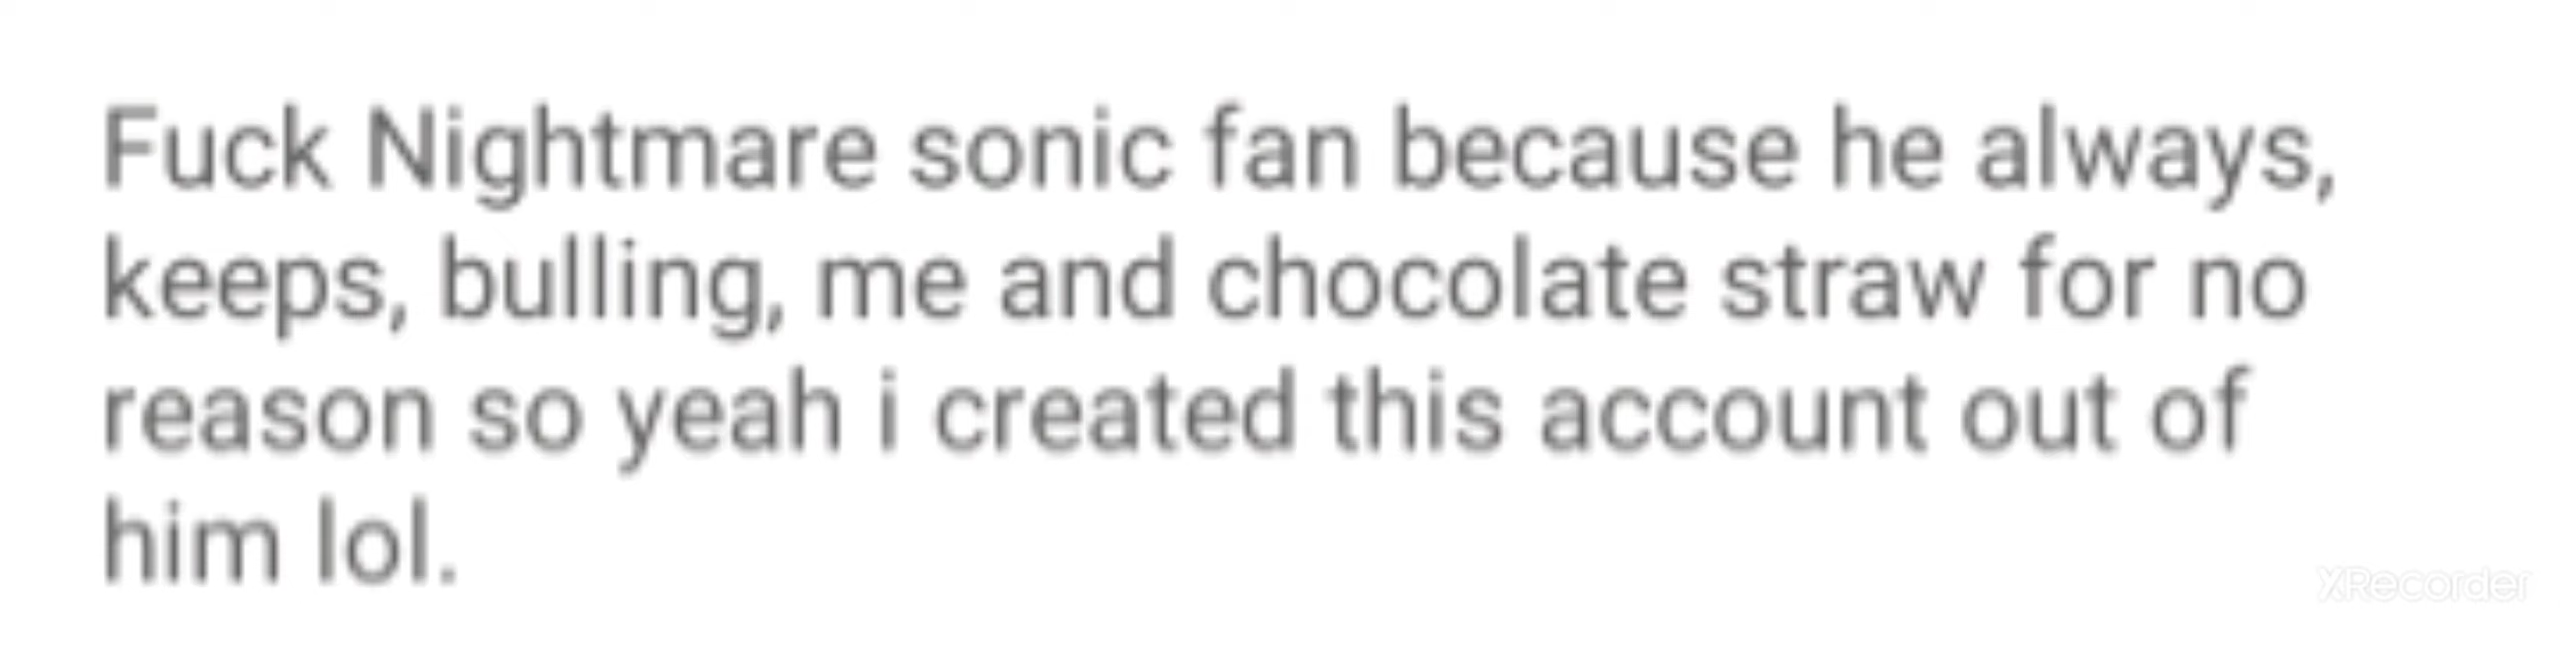 Fuck Nightmare sonic fan because he always,
keeps, bulling, me and chocolate straw for no
reason so yeah i created this account out of
him lol.
XRecorder